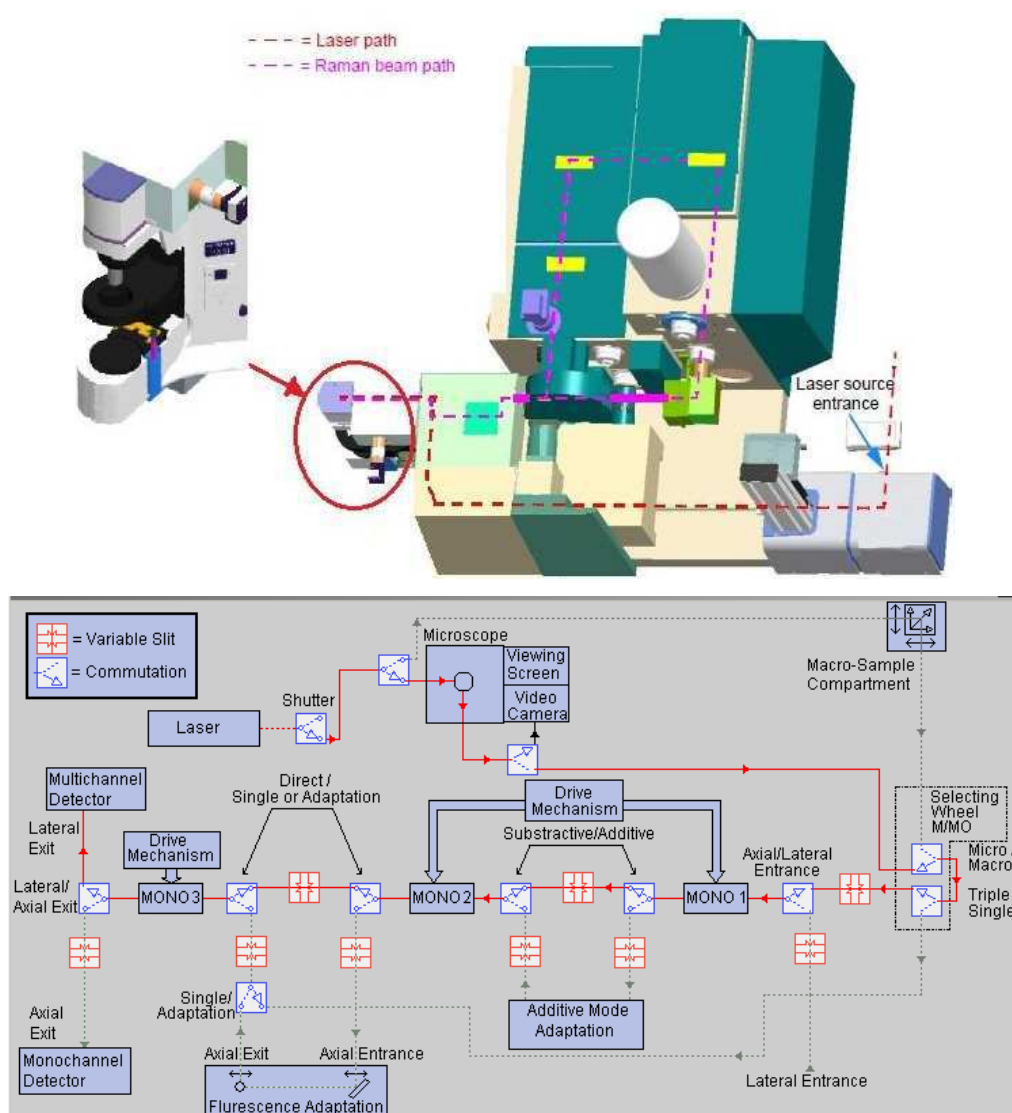 = Laser path
= Raman beam path
Laser source
entrance
= Variable Slit
= Commutation
Microscope
Viewing
Screen
Video
Camera
Macro-Sample
Compartment
Shutter
Laser
Multichannel
Detector
Direct /
Single or Adaptation
Drive
Mechanism
Selecting
Wheel
M/MO
Lateral
Exit
Drive
Mechanism
Substractive/Additive
Axial/Lateral
Entrance
Micro /
Macro
Lateral/
Axial Exit
MONO 3
MONO 2
MONO 1
Triple
Single
Single/
Adaptation
Additive Mode
Adaptation
Axial
Exit
Axial Exit
Axial Entrance
Monochannel
Detector
Lateral Entrance
Flurescence Adaptation